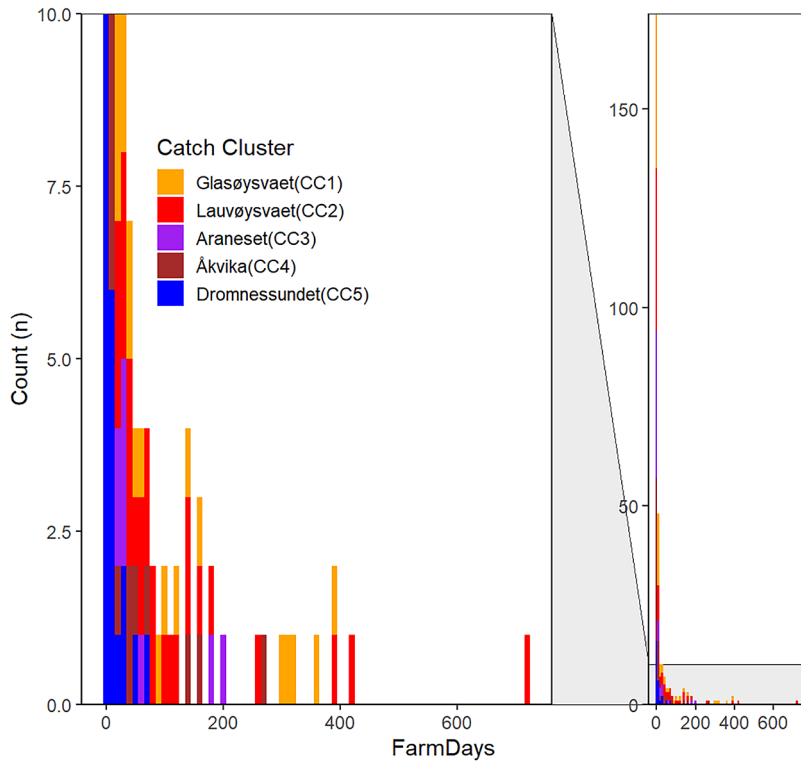 10.0
7.5
5.0
2.5
0.0
Count (n)
Catch Cluster
Glasøysvaet(CC1)
Lauvøysvaet(CC2)
Araneset(CC3)
Åkvika(CC4)
Dromnessundet(CC5)
0 200 400 600
150
100
50
0
0 200 400 600
FarmDays